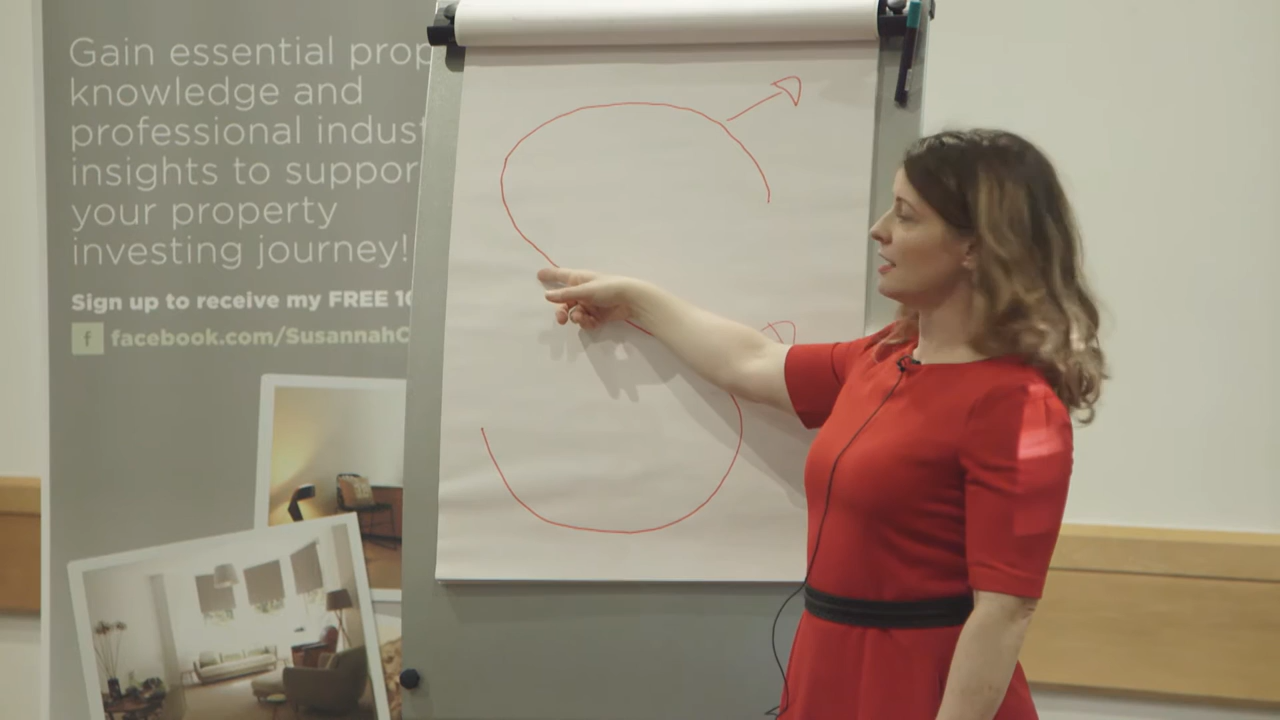 Gain essential prop
knowledge and
professional indust
insights to suppor
your property
investing journey!
Sign up to receive my FREE 10
f facebook.com/SusannahC